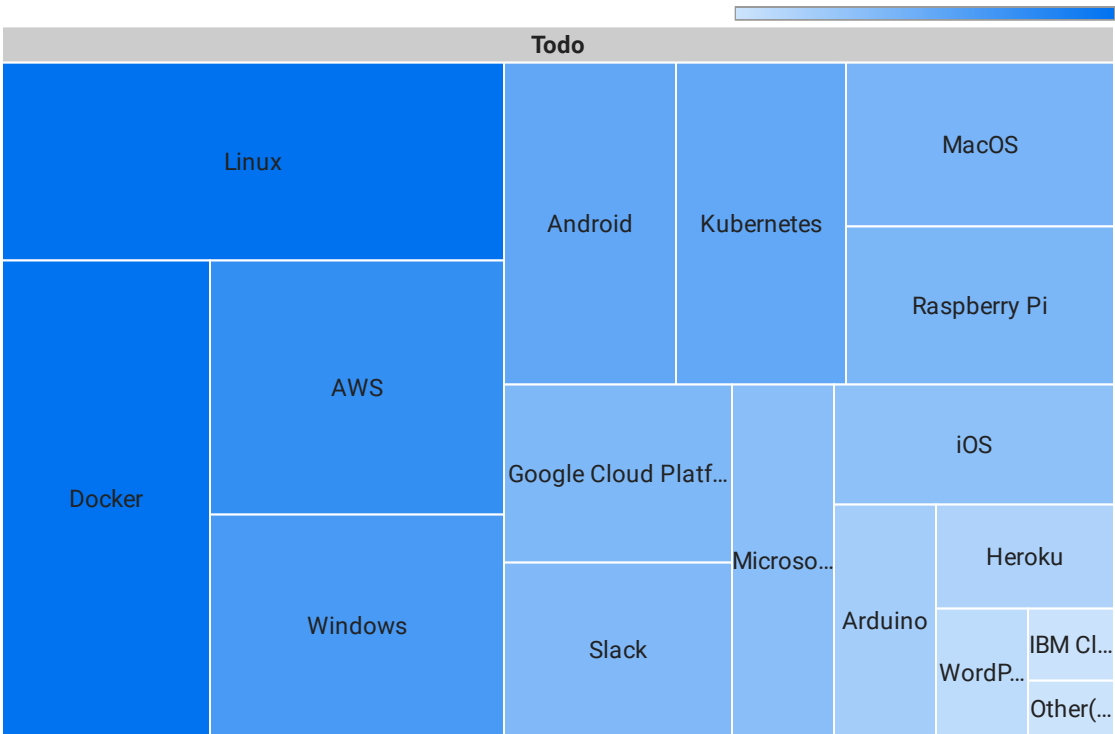 Todo
Linux
Android
Kubernetes
MacOS
Raspberry Pi
AWS
Docker
Windows
Google Cloud Platf...
Microso...
iOS
Slack
Arduino
Heroku
WordP...
IBM Cl...
Other(...